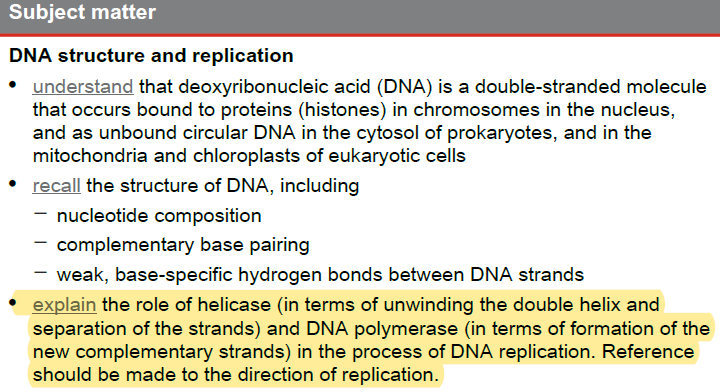 Subject matter
DNA structure and replication
• understand that deoxyribonucleic acid (DNA) is a double-stranded molecule
that occurs bound to proteins (histones) in chromosomes in the nucleus,
and as unbound circular DNA in the cytosol of prokaryotes, and in the
mitochondria and chloroplasts of eukaryotic cells
• recall the structure of DNA, including
– nucleotide composition
– complementary base pairing
– weak, base-specific hydrogen bonds between DNA strands
• explain the role of helicase (in terms of unwinding the double helix and
separation of the strands) and DNA polymerase (in terms of formation of the
new complementary strands) in the process of DNA replication. Reference
should be made to the direction of replication.